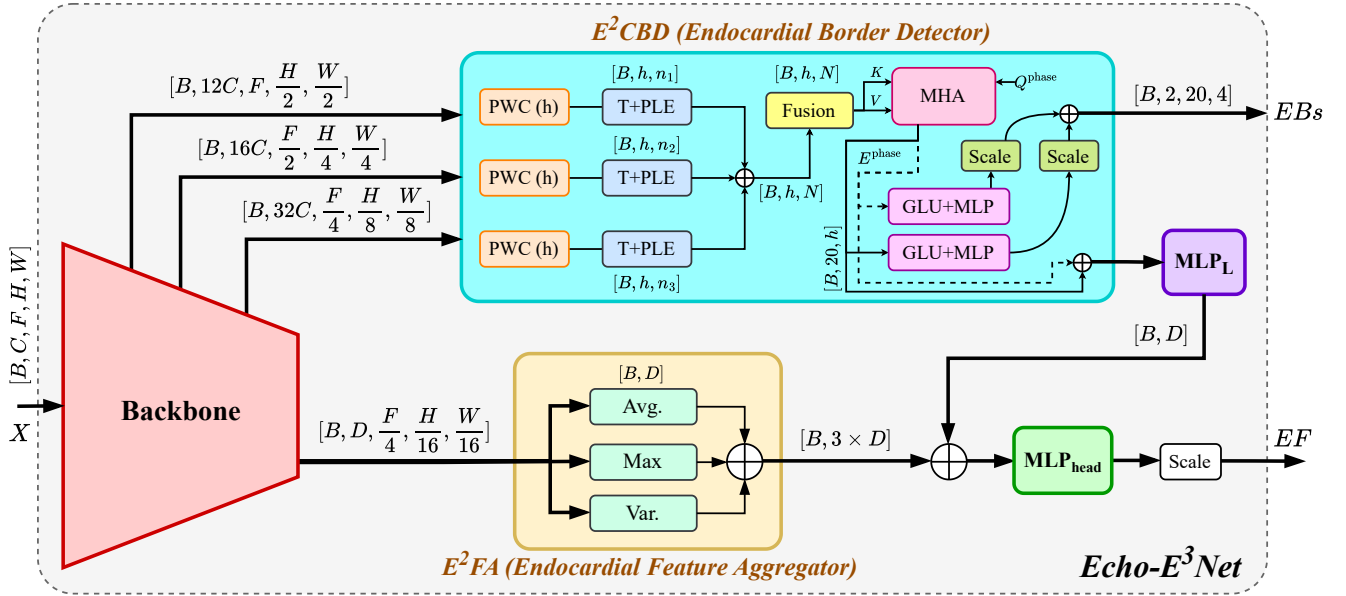 E²CBD (Endocardial Border Detector)
[B, 12C, F, H/2, W/2]
[B, 16C, F/2, H/4, W/4]
[B, 32C, F/4, H/8, W/8]
[B, h, n₁]
PWC (h)
T+PLE
[B, h, n₂]
PWC (h)
T+PLE
PWC (h)
T+PLE
[B, h, n₃]
[B, h, N]
[B, h, N]
Fusion
K
V
MHA
Q^phase
E^phase
Scale
Scale
GLU+MLP
GLU+MLP
[B, 20, h]
[B, 2, 20, 4]
EBs
MLP_L
[B, D]
[B, C, F, H, W]
X
Backbone
[B, D, F/4, H/16, W/16]
[B, D]
Avg.
Max
Var.
[B, 3 × D]
MLP_head
Scale
EF
E²FA (Endocardial Feature Aggregator)
Echo-E³Net